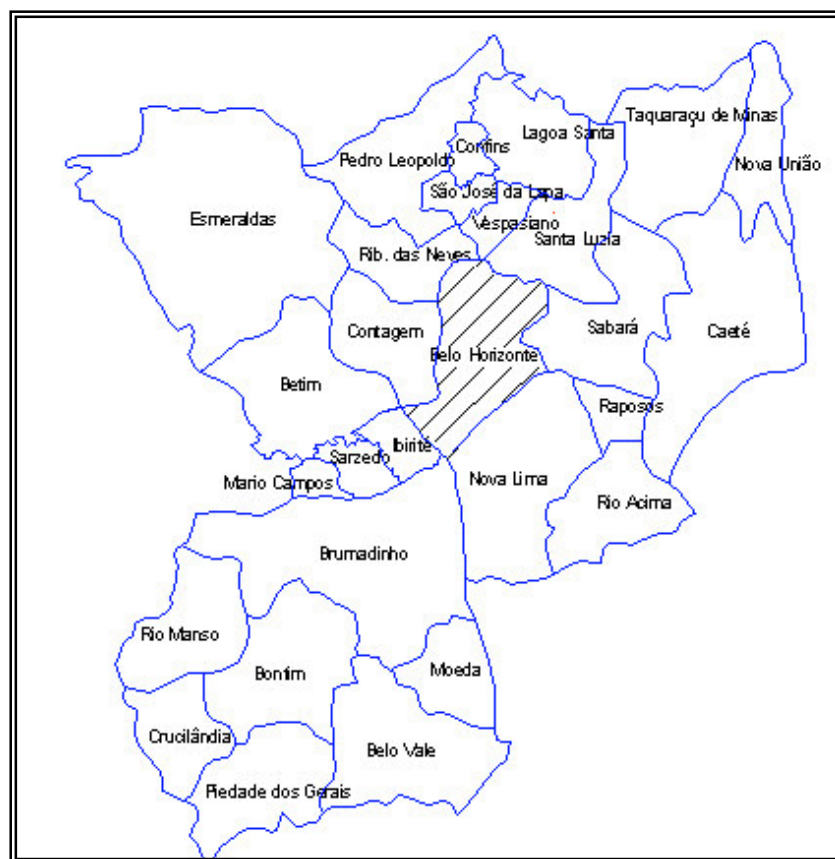 Taquaraçu de Minas
Lagoa Santa
Confins
Pedro Leopoldo
Nova União
São José da Lapa
Esmeraldas
Vespasiano
Santa Luzia
Rib. das Neves
Contagem
Sabará
Caeté
Belo Horizonte
Betim
Raposos
Ibirité
Sarzedo
Mario Campos
Nova Lima
Rio Acima
Brumadinho
Rio Manso
Moeda
Bonfim
Crucilândia
Belo Vale
Piedade dos Gerais